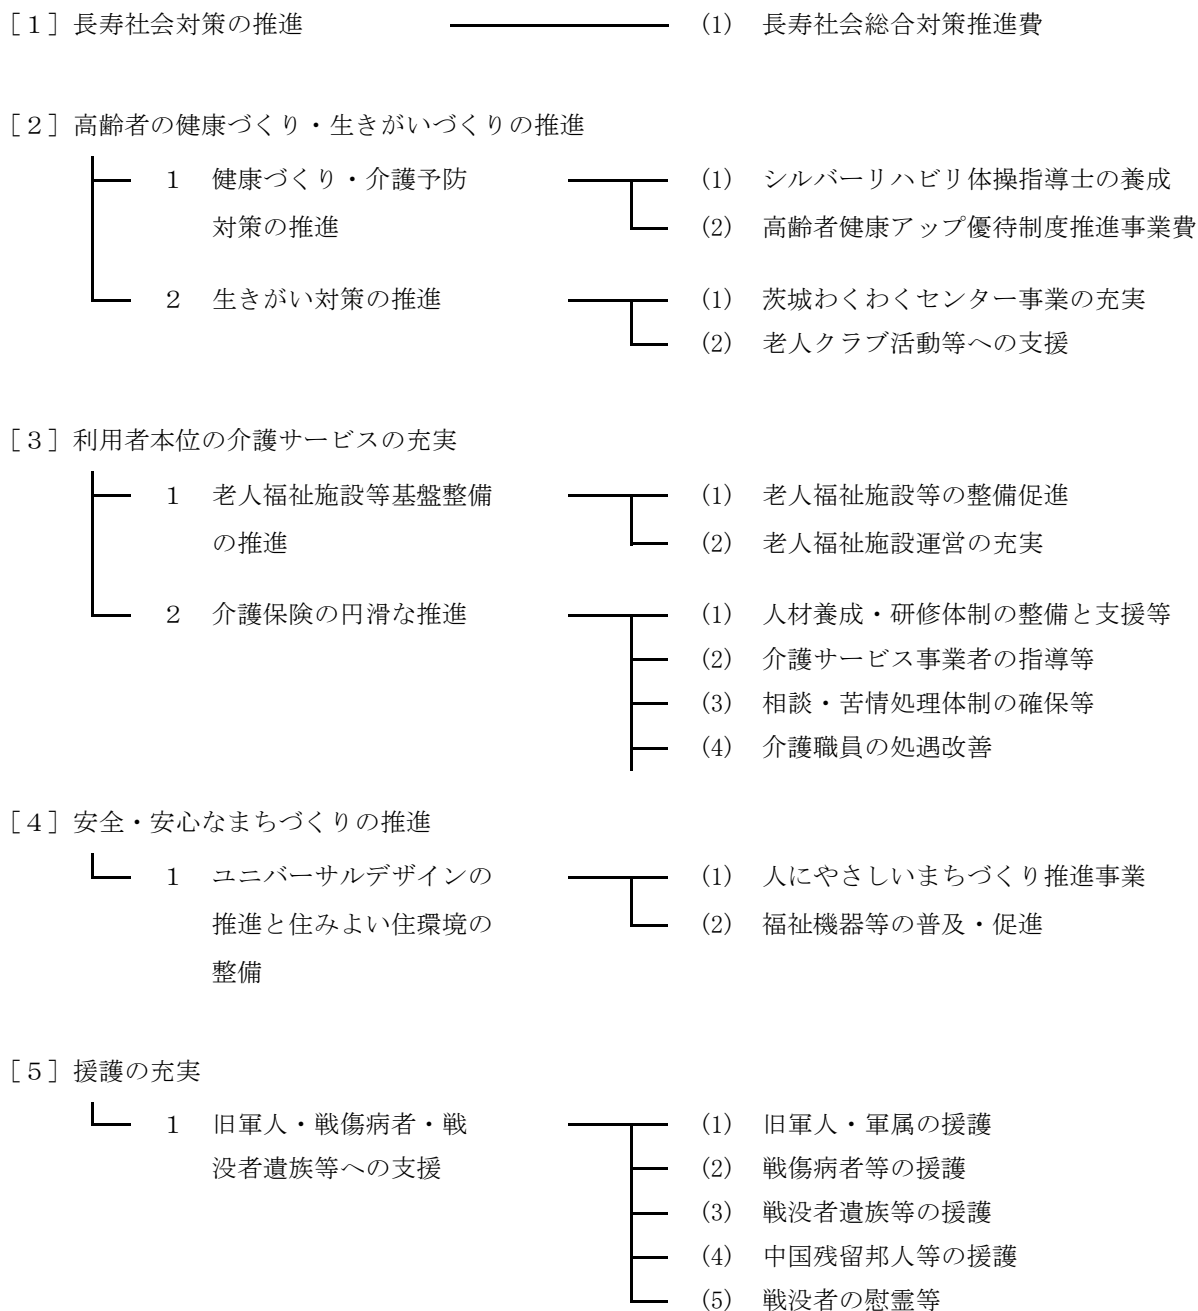 ［１］長寿社会対策の推進 (1) 長寿社会総合対策推進費
［２］高齢者の健康づくり・生きがいづくりの推進
１ 健康づくり・介護予防 (1) シルバーリハビリ体操指導士の養成
対策の推進 (2) 高齢者健康アップ優待制度推進事業費
２ 生きがい対策の推進 (1) 茨城わくわくセンター事業の充実
(2) 老人クラブ活動等への支援
［３］利用者本位の介護サービスの充実
１ 老人福祉施設等基盤整備 (1) 老人福祉施設等の整備促進
の推進 (2) 老人福祉施設運営の充実
２ 介護保険の円滑な推進 (1) 人材養成・研修体制の整備と支援等
(2) 介護サービス事業者の指導等
(3) 相談・苦情処理体制の確保等
(4) 介護職員の処遇改善
［４］安全・安心なまちづくりの推進
１ ユニバーサルデザインの (1) 人にやさしいまちづくり推進事業
推進と住みよい住環境の (2) 福祉機器等の普及・促進
整備
［５］援護の充実
１ 旧軍人・戦傷病者・戦 (1) 旧軍人・軍属の援護
没者遺族等への支援 (2) 戦傷病者等の援護
(3) 戦没者遺族等の援護
(4) 中国残留邦人等の援護
(5) 戦没者の慰霊等